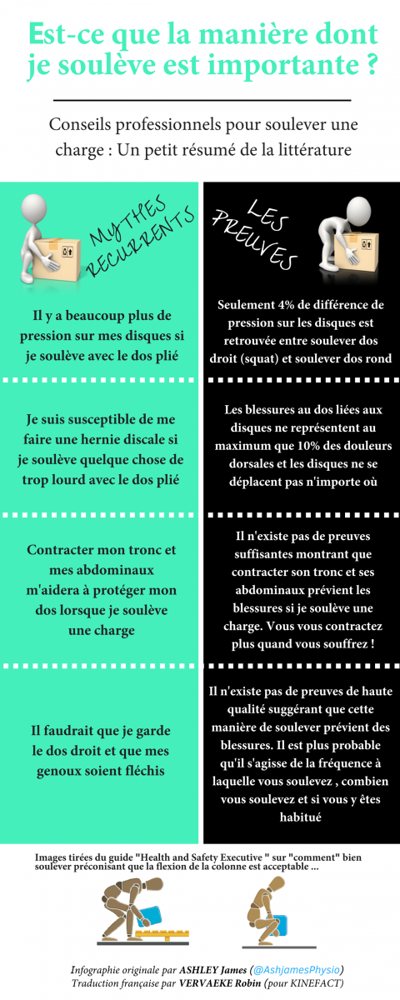 Est-ce que la manière dont
je soulève est importante ?
Conseils professionnels pour soulever une
charge : Un petit résumé de la littérature
MYTHES
RECURRENTS
LES
PREUVES
Il y a beaucoup plus de
pression sur mes disques si
je soulève avec le dos plié
Seulement 4% de différence de
pression sur les disques est
retrouvée entre soulever dos
droit (squat) et soulever dos rond
Je suis susceptible de me
faire une hernie discale si
je soulève quelque chose de
trop lourd avec le dos plié
Les blessures au dos liées aux
disques ne représentent au
maximum que 10% des douleurs
dorsales et les disques ne se
déplacent pas n'importe où
Contracter mon tronc et
mes abdominaux
m'aidera à protéger mon
dos lorsque je soulève
une charge
Il n'existe pas de preuves
suffisantes montrant que
contracter son tronc et ses
abdominaux prévient les
blessures si je soulève une
charge. Vous vous contractez
plus quand vous souffrez !
Il faudrait que je garde
le dos droit et que mes
genoux soient fléchis
Il n'existe pas de preuves de haute
qualité suggérant que cette
manière de soulever prévient des
blessures. Il est plus probable
qu'il s'agisse de la fréquence à
laquelle vous soulevez , combien
vous soulevez et si vous y êtes
habitué
Images tirées du guide "Health and Safety Executive " sur "comment" bien
soulever préconisant que la flexion de la colonne est acceptable ...
Infographie originale par ASHLEY James (@AshjamesPhysio)
Traduction française par VERVAEKE Robin (pour KINEFACT)